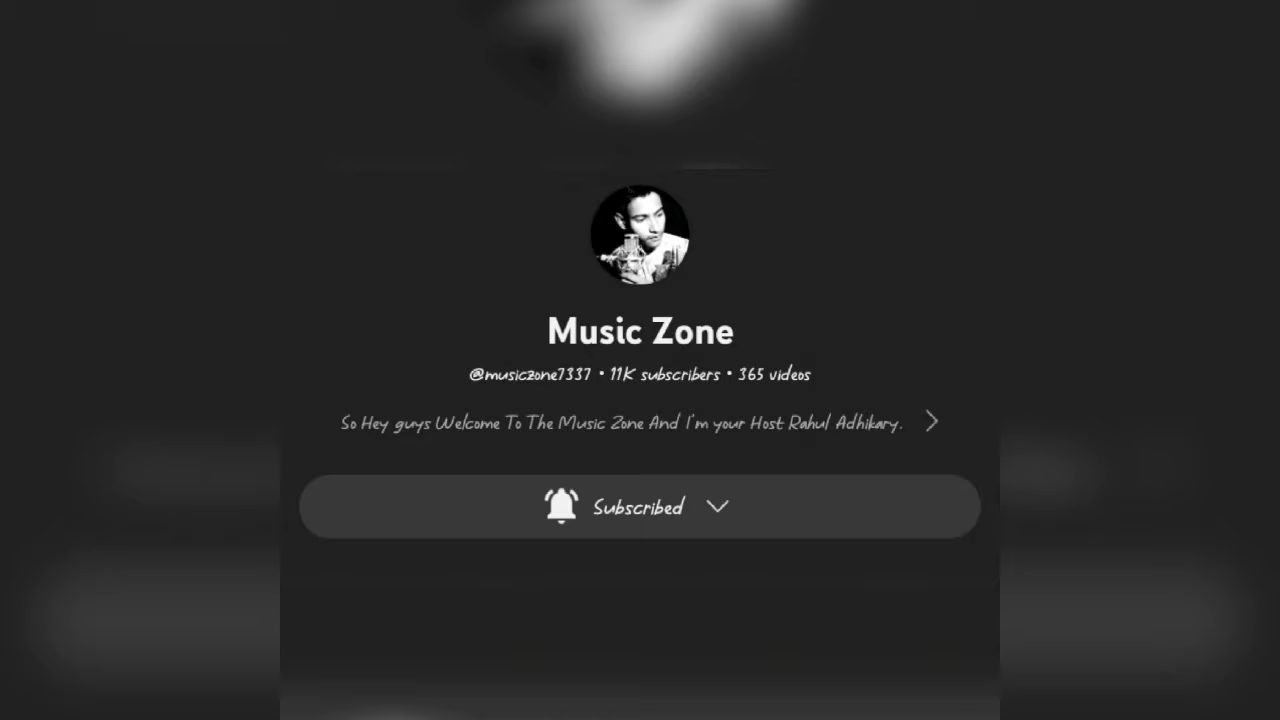 Music Zone
@musiczone7337 • 11K subscribers • 365 videos
So Hey guys Welcome To The Music Zone And I'm your Host Rahul Adhikary.
Subscribed